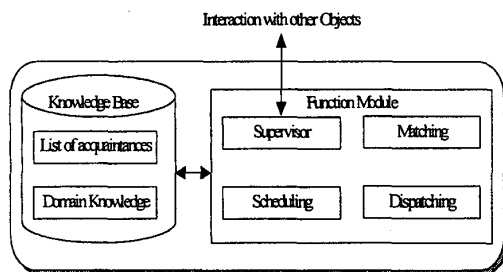 Interaction with other Objects
Knowledge Base
Function Module
List of acquaintances
Supervisor
Matching
Domain Knowledge
Scheduling
Dispatching